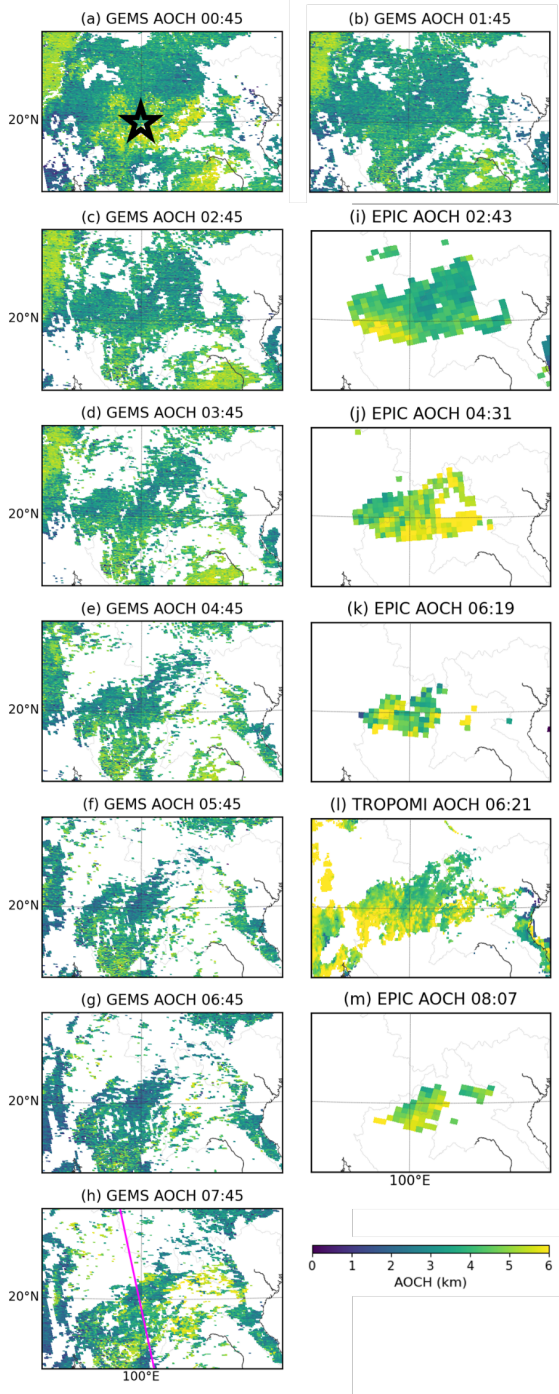 (a) GEMS AOCH 00:45
(b) GEMS AOCH 01:45
20°N
(c) GEMS AOCH 02:45
(i) EPIC AOCH 02:43
20°N
(d) GEMS AOCH 03:45
(j) EPIC AOCH 04:31
20°N
(e) GEMS AOCH 04:45
(k) EPIC AOCH 06:19
20°N
(f) GEMS AOCH 05:45
(l) TROPOMI AOCH 06:21
20°N
(g) GEMS AOCH 06:45
(m) EPIC AOCH 08:07
20°N
100°E
(h) GEMS AOCH 07:45
20°N
100°E
0 1 2 3 4 5 6
AOCH (km)